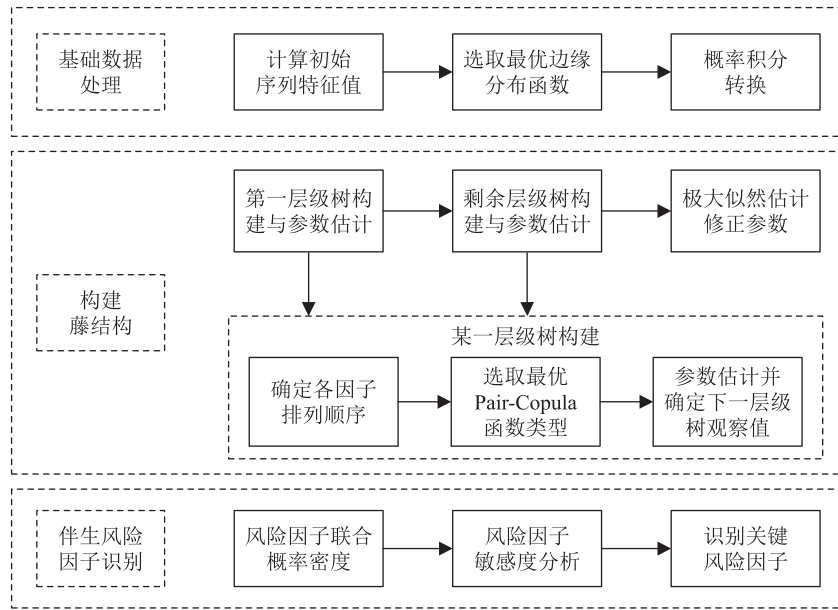 基础数据
处理
计算初始
序列特征值
选取最优边缘
分布函数
概率积分
转换
构建
藤结构
第一层级树构
建与参数估计
剩余层级树构
建与参数估计
极大似然估计
修正参数
某一层级树构建
确定各因子
排列顺序
选取最优
Pair-Copula
函数类型
参数估计并
确定下一层级
树观察值
伴生风险
因子识别
风险因子联合
概率密度
风险因子
敏感度分析
识别关键
风险因子